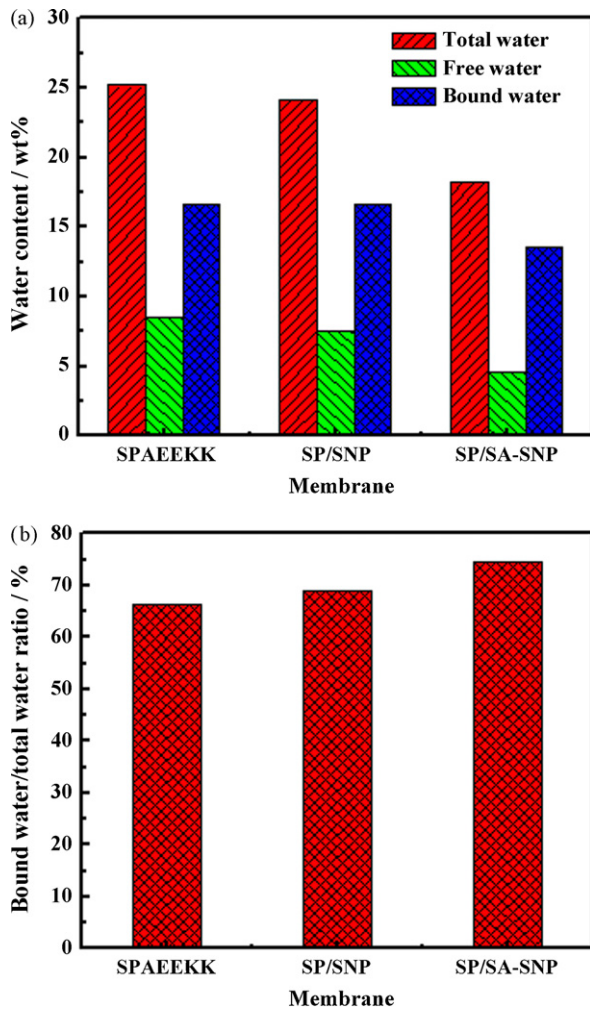 (a)
30
25
20
15
10
5
0
Water content / wt%
Total water
Free water
Bound water
SPAEEKK SP/SNP SP/SA-SNP
Membrane
(b)
80
70
60
50
40
30
20
10
0
Bound water/total water ratio / %
SPAEEKK SP/SNP SP/SA-SNP
Membrane